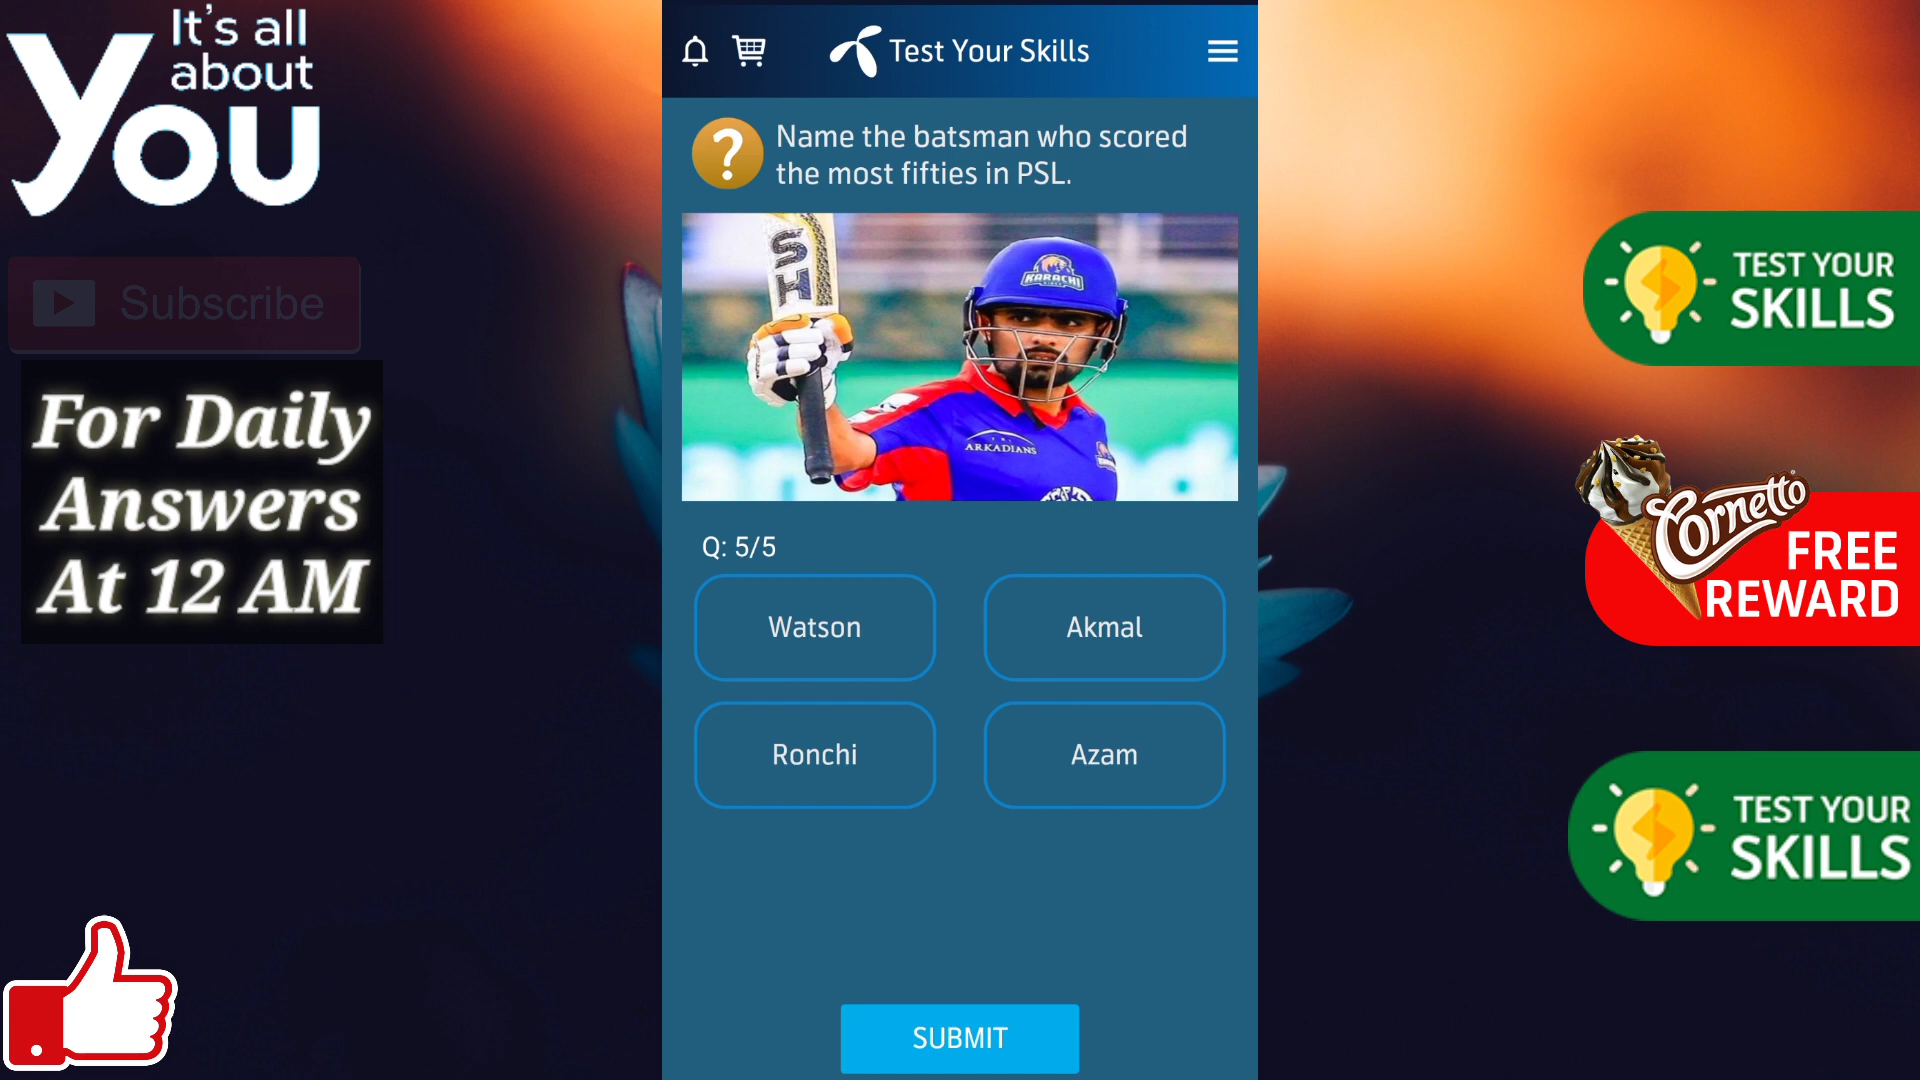 It's all
about
You
Subscribe
For Daily
Answers
At 12 AM
Test Your Skills
?
Name the batsman who scored
the most fifties in PSL.
SH
KARACHI
ARKADIANS
Q: 5/5
Watson
Akmal
Ronchi
Azam
SUBMIT
TEST YOUR
SKILLS
Cornetto
FREE
REWARD
TEST YOUR
SKILLS